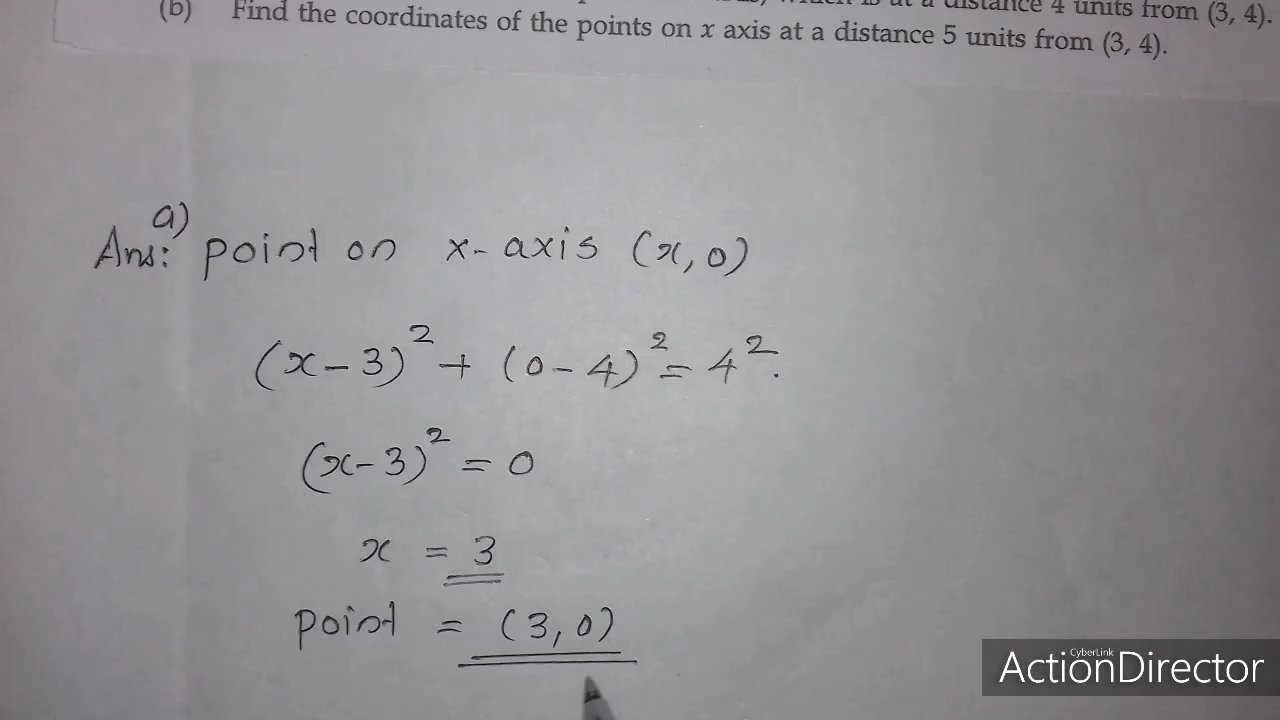 distance 4 units from (3, 4).
(b) Find the coordinates of the points on x axis at a distance 5 units from (3, 4).
a)
Ans: point on x-axis (x, 0)
(x-3)² + (0-4)² = 4².
(x-3)² = 0
x = 3
point = (3, 0)
CyberLink
ActionDirector